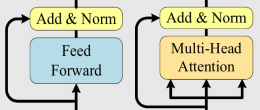 Add & Norm
Feed
Forward
Add & Norm
Multi-Head
Attention